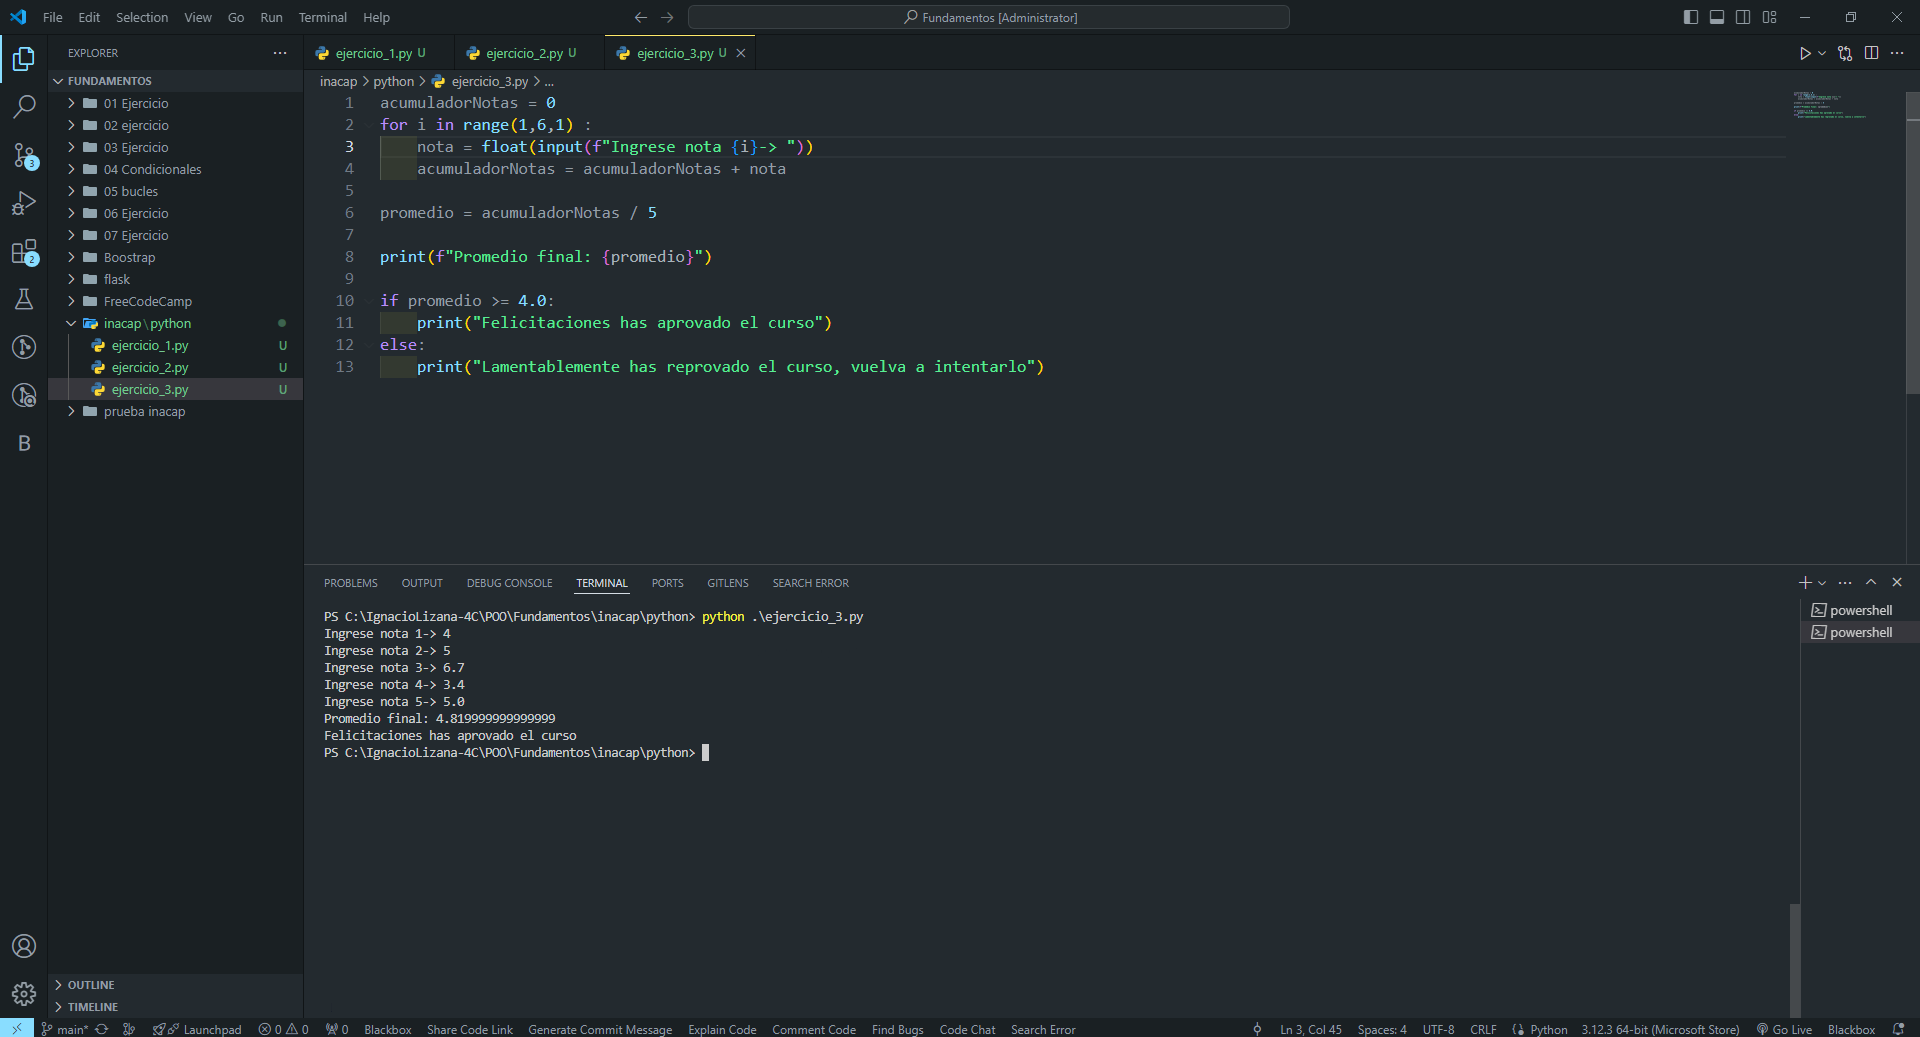 File Edit Selection View Go Run Terminal Help
Fundamentos [Administrator]
EXPLORER
ejercicio_1.py U
ejercicio_2.py U
ejercicio_3.py U
FUNDAMENTOS
01 Ejercicio
02 ejercicio
03 Ejercicio
04 Condicionales
05 bucles
06 Ejercicio
07 Ejercicio
Boostrap
flask
FreeCodeCamp
inacap\python
ejercicio_1.py U
ejercicio_2.py U
ejercicio_3.py U
prueba inacap
3
2
B
OUTLINE
TIMELINE
inacap > python > ejercicio_3.py > ...
1 acumuladorNotas = 0
2 for i in range(1,6,1) :
3     nota = float(input(f"Ingrese nota {i}-> "))
4     acumuladorNotas = acumuladorNotas + nota
5
6 promedio = acumuladorNotas / 5
7
8 print(f"Promedio final: {promedio}")
9
10 if promedio >= 4.0:
11     print("Felicitaciones has aprovado el curso")
12 else:
13     print("Lamentablemente has reprovado el curso, vuelva a intentarlo")
PROBLEMS OUTPUT DEBUG CONSOLE TERMINAL PORTS GITLENS SEARCH ERROR
PS C:\IgnacioLizana-4C\POO\Fundamentos\inacap\python> python .\ejercicio_3.py
Ingrese nota 1-> 4
Ingrese nota 2-> 5
Ingrese nota 3-> 6.7
Ingrese nota 4-> 3.4
Ingrese nota 5-> 5.0
Promedio final: 4.819999999999999
Felicitaciones has aprovado el curso
PS C:\IgnacioLizana-4C\POO\Fundamentos\inacap\python>
powershell
powershell
main* Launchpad 0 0 0 Blackbox Share Code Link Generate Commit Message Explain Code Comment Code Find Bugs Code Chat Search Error Ln 3, Col 45 Spaces: 4 UTF-8 CRLF Python 3.12.3 64-bit (Microsoft Store) Go Live Blackbox